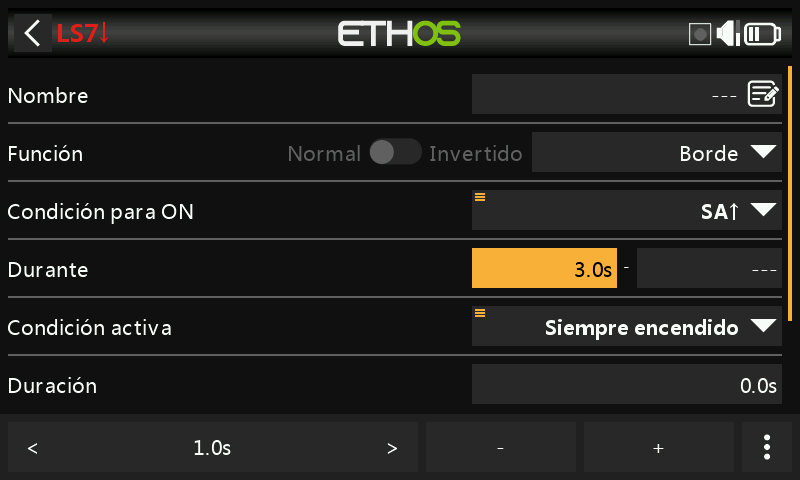 LS7↓ ETHOS
Nombre ---
Función Normal Invertido Borde
Condición para ON SA↑
Durante 3.0s - ---
Condición activa Siempre encendido
Duración 0.0s
< 1.0s > - +